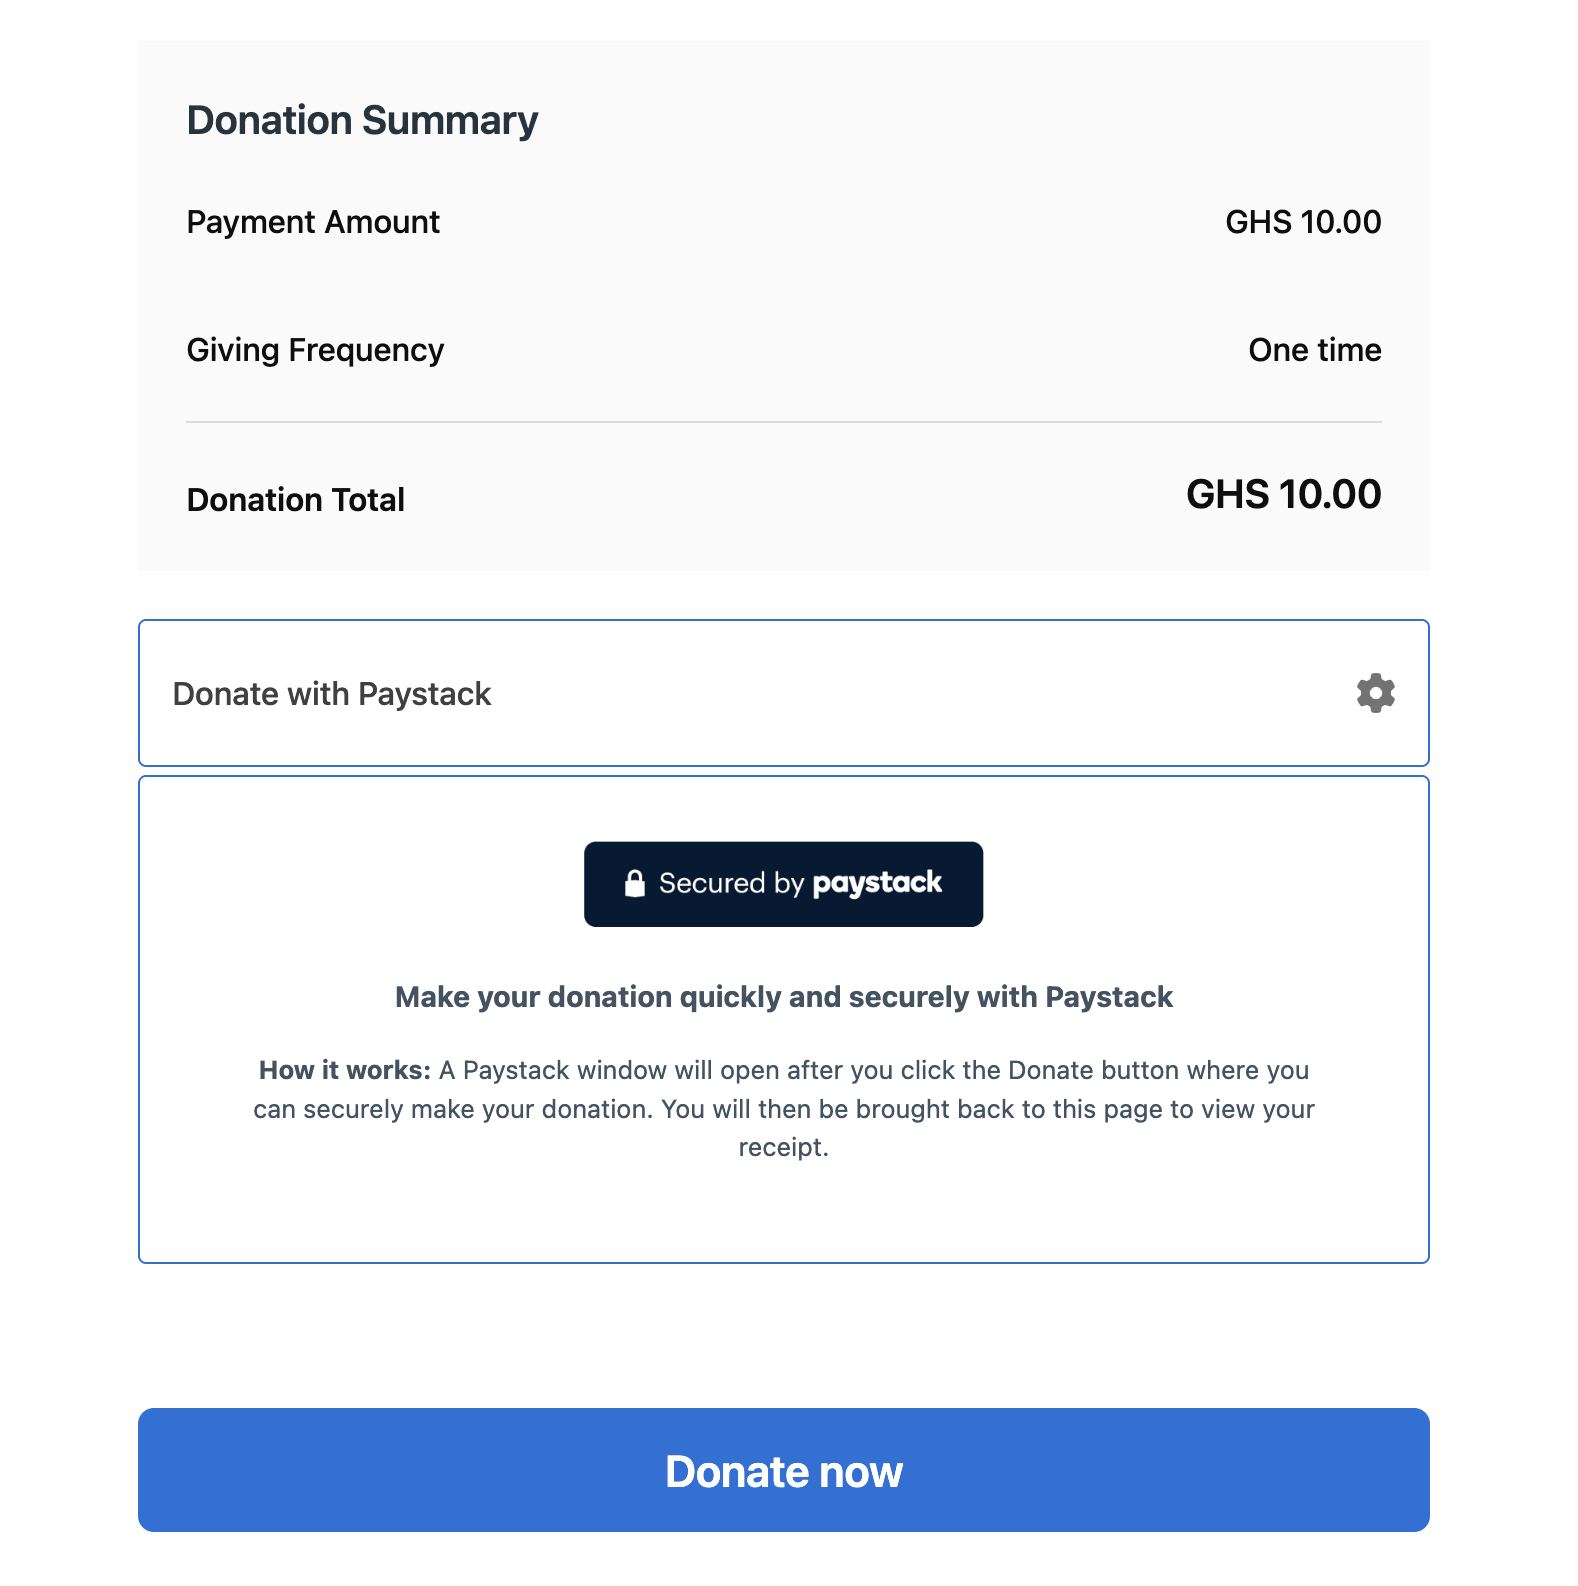 Donation Summary
Payment Amount GHS 10.00
Giving Frequency One time
Donation Total GHS 10.00
Donate with Paystack
Secured by paystack
Make your donation quickly and securely with Paystack
How it works: A Paystack window will open after you click the Donate button where you
can securely make your donation. You will then be brought back to this page to view your
receipt.
Donate now